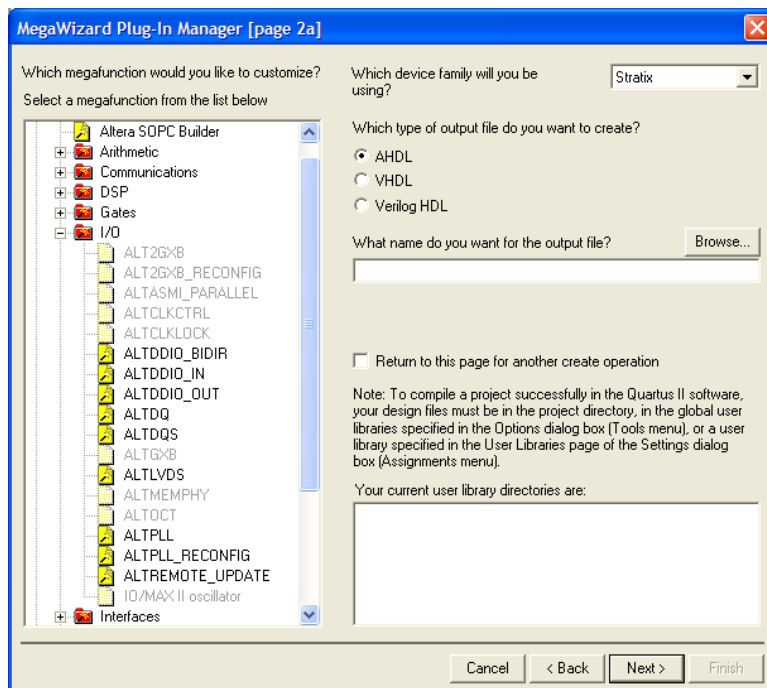 MegaWizard Plug-In Manager [page 2a]
Which megafunction would you like to customize?
Select a megafunction from the list below
Altera SOPC Builder
Arithmetic
Communications
DSP
Gates
I/O
ALT2GXB
ALT2GXB_RECONFIG
ALTASMI_PARALLEL
ALTCLKCTRL
ALTCLKLOCK
ALTDDIO_BIDIR
ALTDDIO_IN
ALTDDIO_OUT
ALTDQ
ALTDQS
ALTGXB
ALTLVDS
ALTMEMPHY
ALTOCT
ALTPLL
ALTPLL_RECONFIG
ALTREMOTE_UPDATE
IO/MAX II oscillator
Interfaces
Which device family will you be
using?
Stratix
Which type of output file do you want to create?
AHDL
VHDL
Verilog HDL
What name do you want for the output file?
Browse...
Return to this page for another create operation
Note: To compile a project successfully in the Quartus II software,
your design files must be in the project directory, in the global user
libraries specified in the Options dialog box (Tools menu), or a user
library specified in the User Libraries page of the Settings dialog
box (Assignments menu).
Your current user library directories are:
Cancel
< Back
Next >
Finish